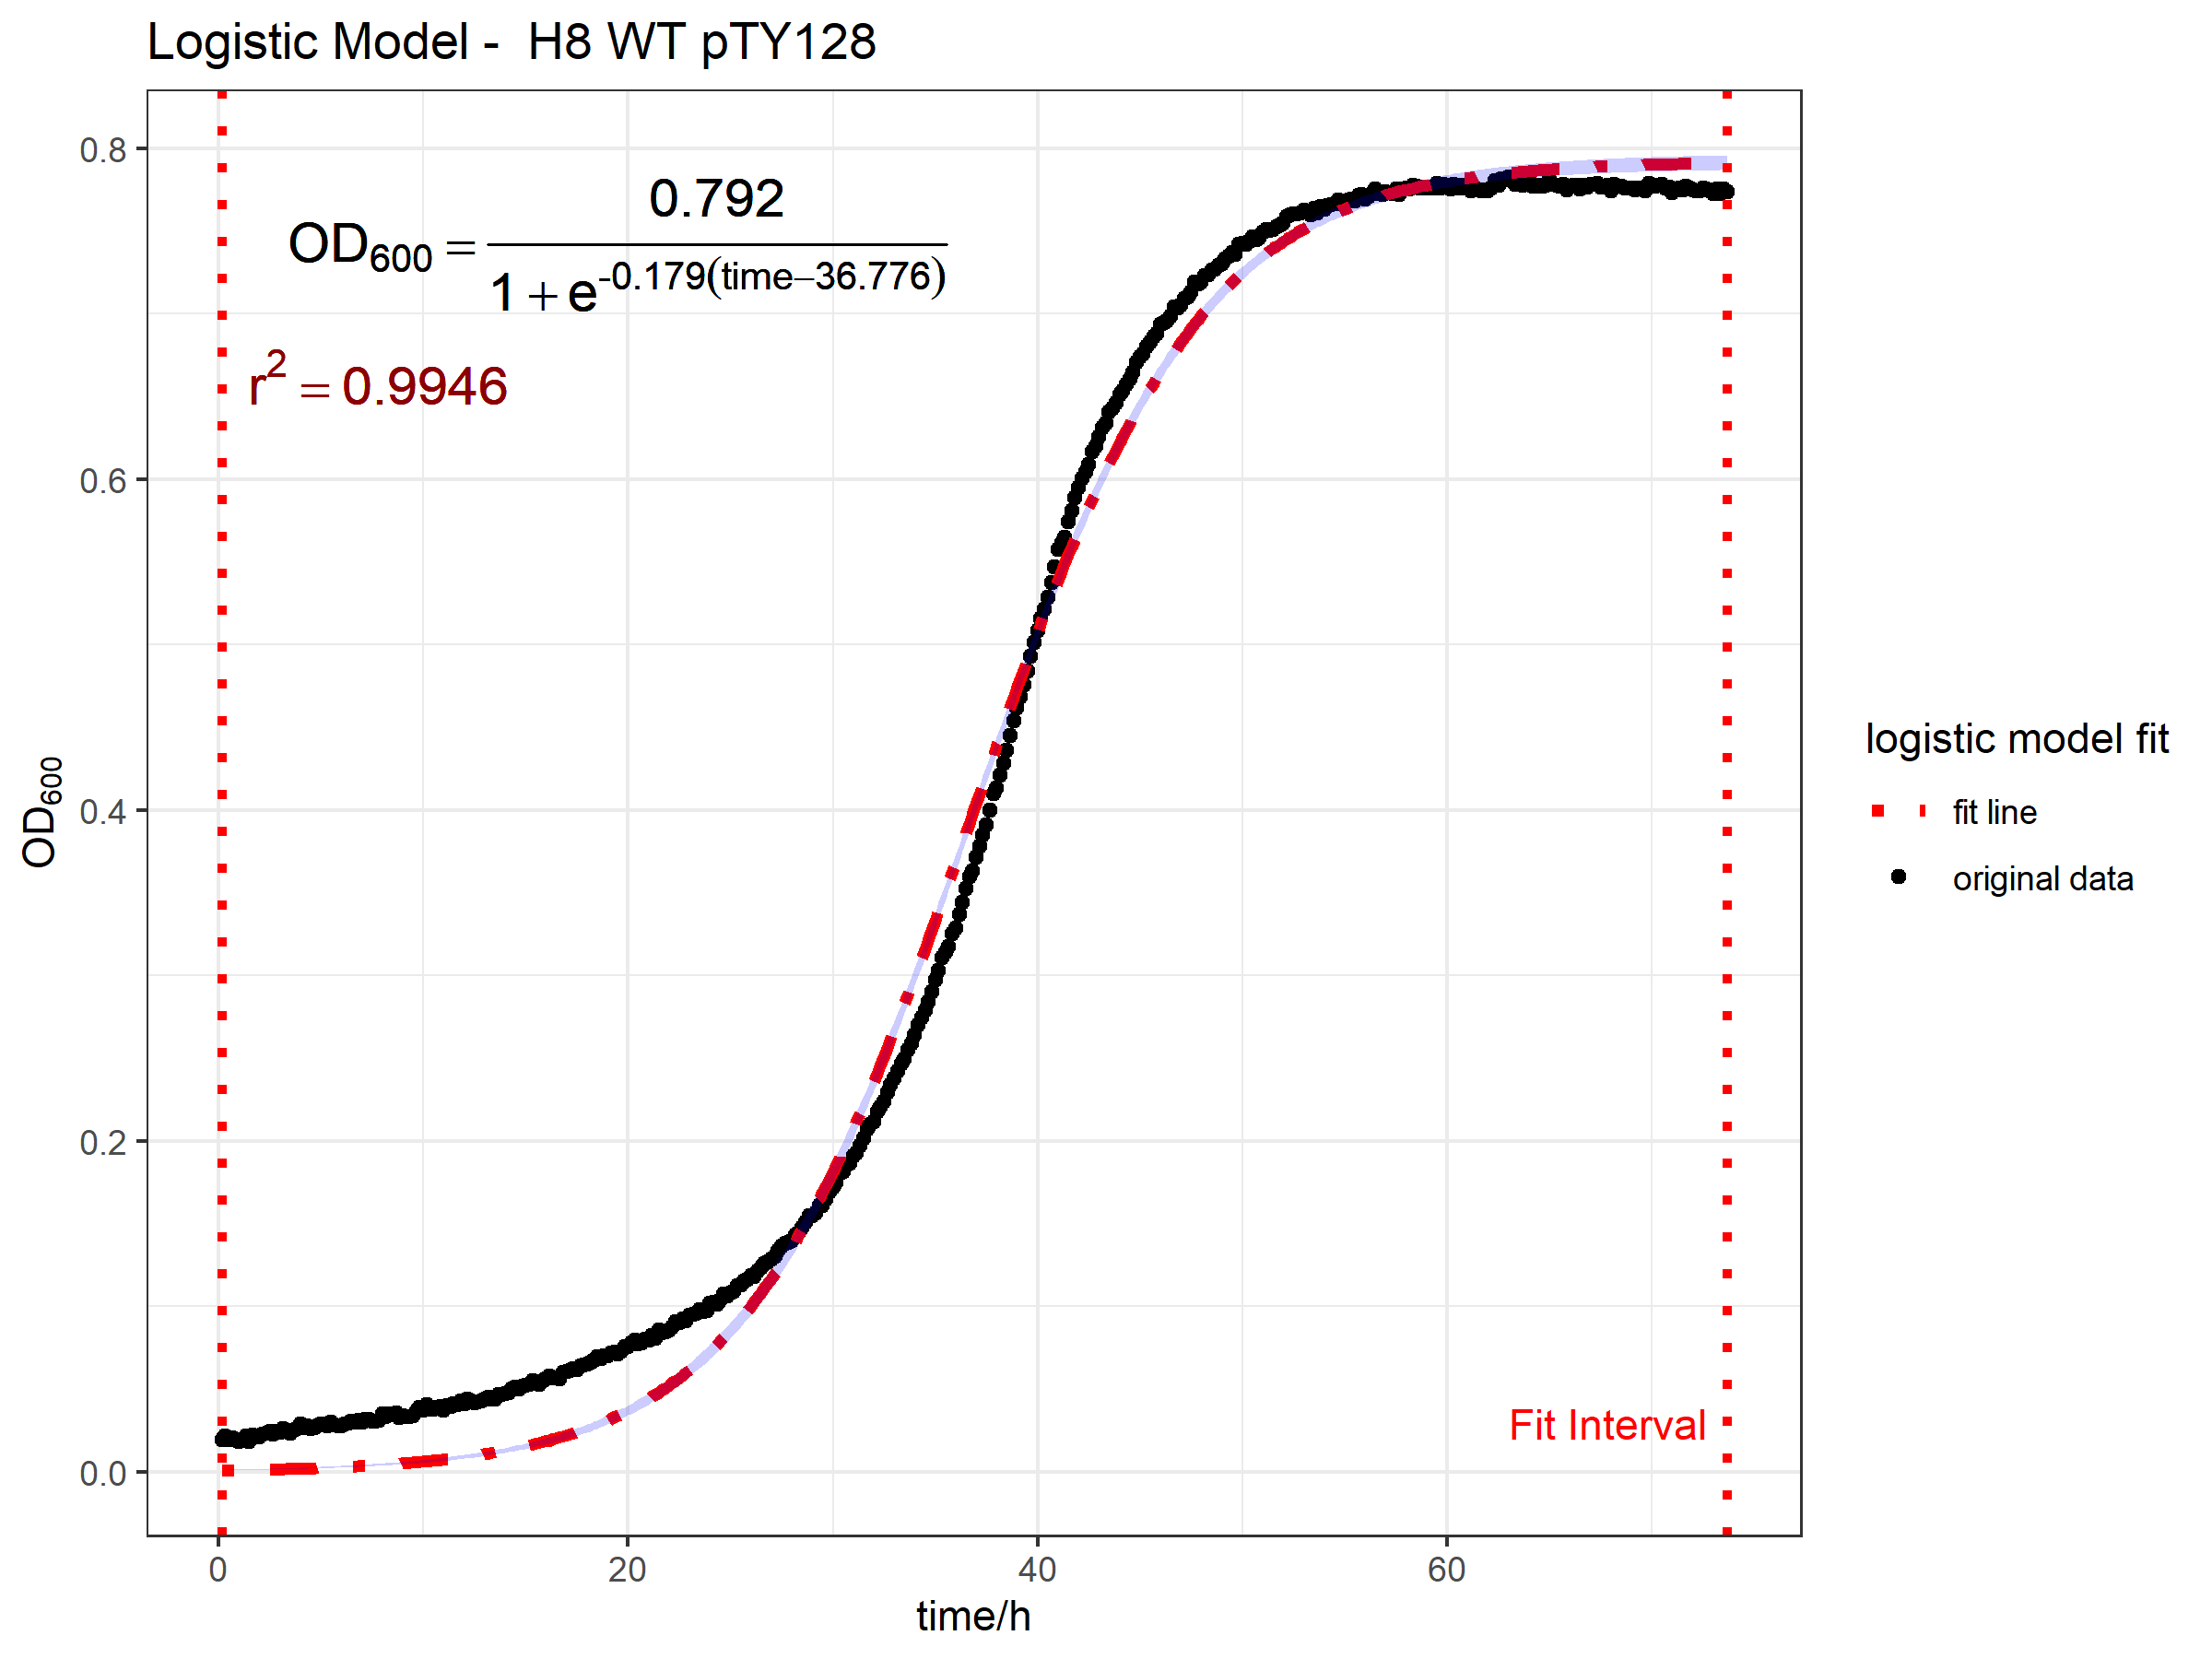 Logistic Model -  H8 WT pTY128
0.8
0.6
0.4
0.2
0.0
OD600
OD600 = 0.792
1 + e-0.179(time−36.776)
r2 = 0.9946
Fit Interval
0 20 40 60
time/h
logistic model fit
fit line
original data